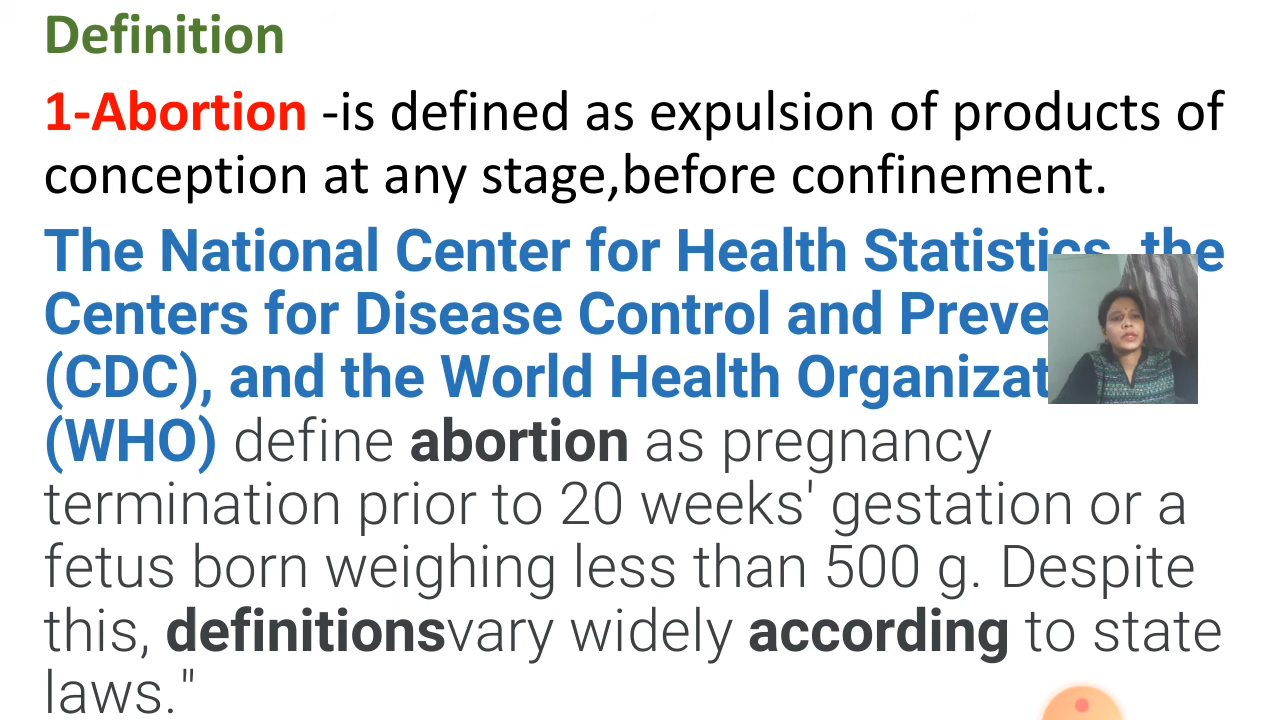 Definition
1-Abortion -is defined as expulsion of products of
conception at any stage,before confinement.
The National Center for Health Statistics, the
Centers for Disease Control and
(CDC), and the World Health
(WHO) define abortion as pregnancy
termination prior to 20 weeks' gestation or a
fetus born weighing less than 500 g. Despite
this, definitionsvary widely according to state
laws."